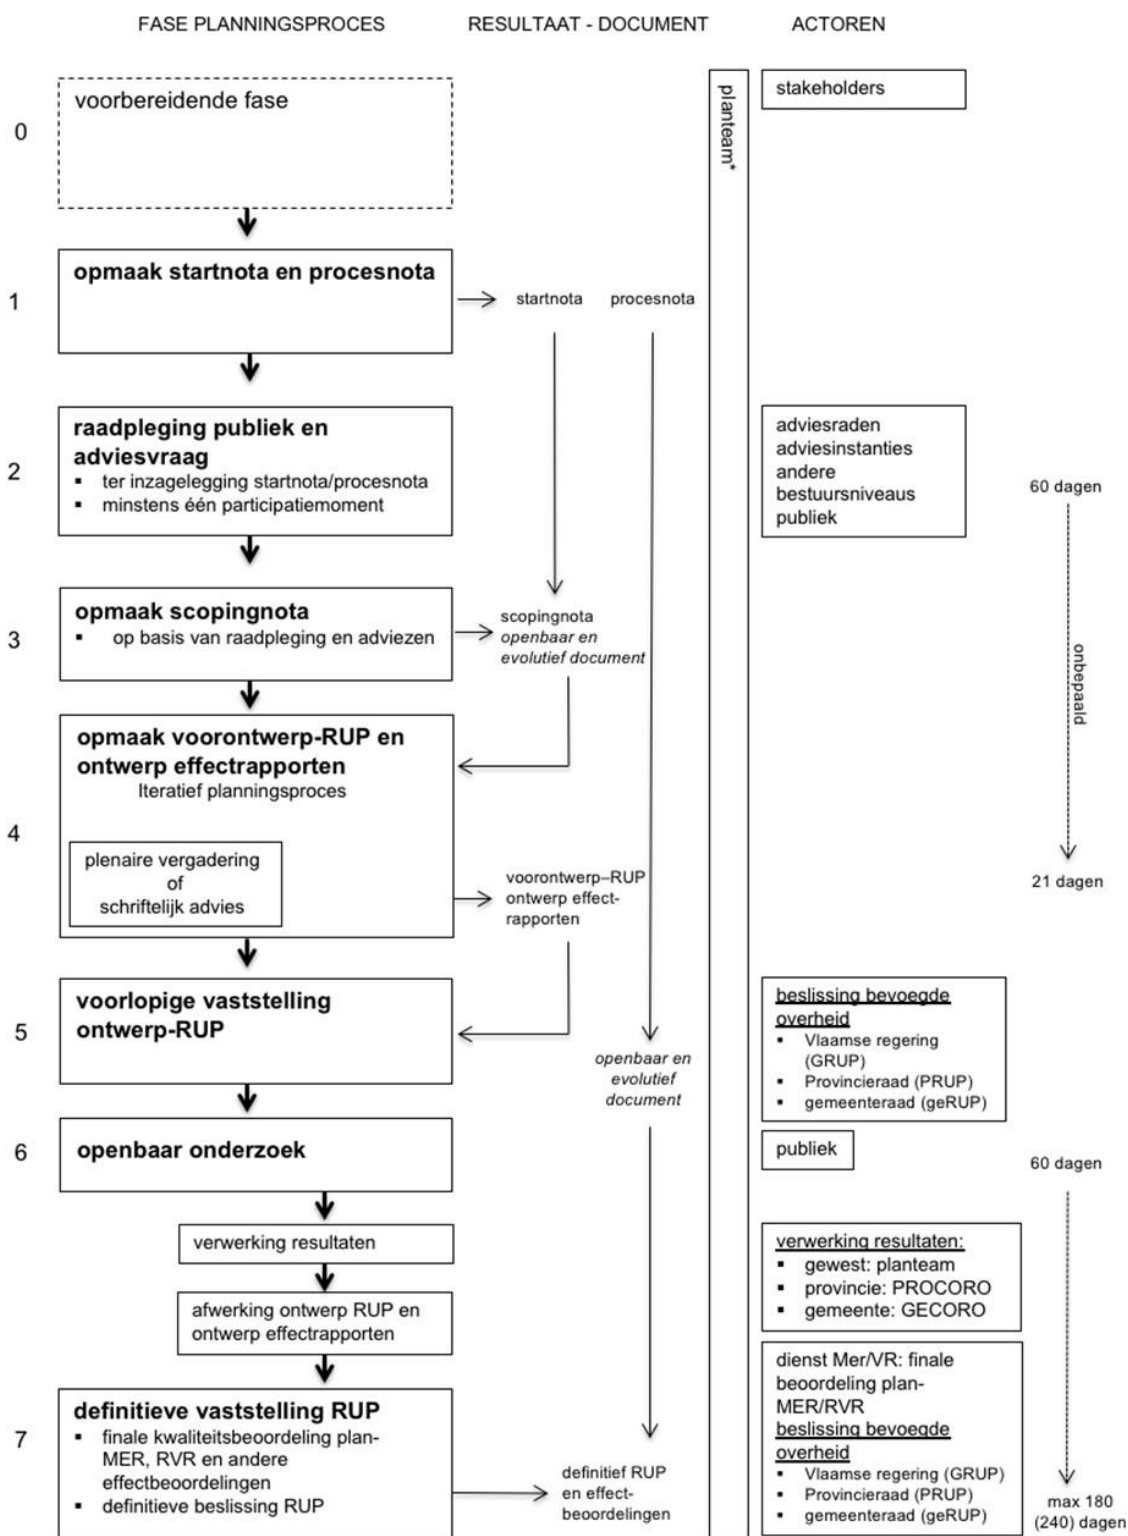 FASE PLANNINGSPROCES
RESULTAAT - DOCUMENT
ACTOREN
planteam*
0
voorbereidende fase
stakeholders
1
opmaak startnota en procesnota
startnota
procesnota
2
raadpleging publiek en
adviesvraag
▪ ter inzagelegging startnota/procesnota
▪ minstens één participatiemoment
adviesraden
adviesinstanties
andere
bestuursniveaus
publiek
60 dagen
3
opmaak scopingnota
▪ op basis van raadpleging en adviezen
scopingnota
openbaar en
evolutief document
onbepaald
4
opmaak voorontwerp-RUP en
ontwerp effectrapporten
Iteratief planningsproces
plenaire vergadering
of
schriftelijk advies
voorontwerp–RUP
ontwerp effect-
rapporten
21 dagen
5
voorlopige vaststelling
ontwerp-RUP
openbaar en
evolutief
document
beslissing bevoegde
overheid
▪ Vlaamse regering
(GRUP)
▪ Provincieraad (PRUP)
▪ gemeenteraad (geRUP)
6
openbaar onderzoek
publiek
60 dagen
verwerking resultaten
verwerking resultaten:
▪ gewest: planteam
▪ provincie: PROCORO
▪ gemeente: GECORO
afwerking ontwerp RUP en
ontwerp effectrapporten
7
definitieve vaststelling RUP
▪ finale kwaliteitsbeoordeling plan-
MER, RVR en andere
effectbeoordelingen
▪ definitieve beslissing RUP
definitief RUP
en effect-
beoordelingen
dienst Mer/VR: finale
beoordeling plan-
MER/RVR
beslissing bevoegde
overheid
▪ Vlaamse regering (GRUP)
▪ Provincieraad (PRUP)
▪ gemeenteraad (geRUP)
max 180
(240) dagen